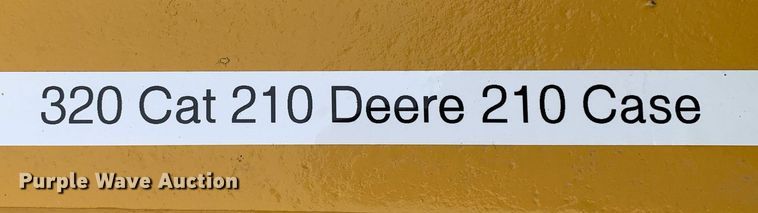 320 Cat 210 Deere 210 Case
Purple Wave Auction